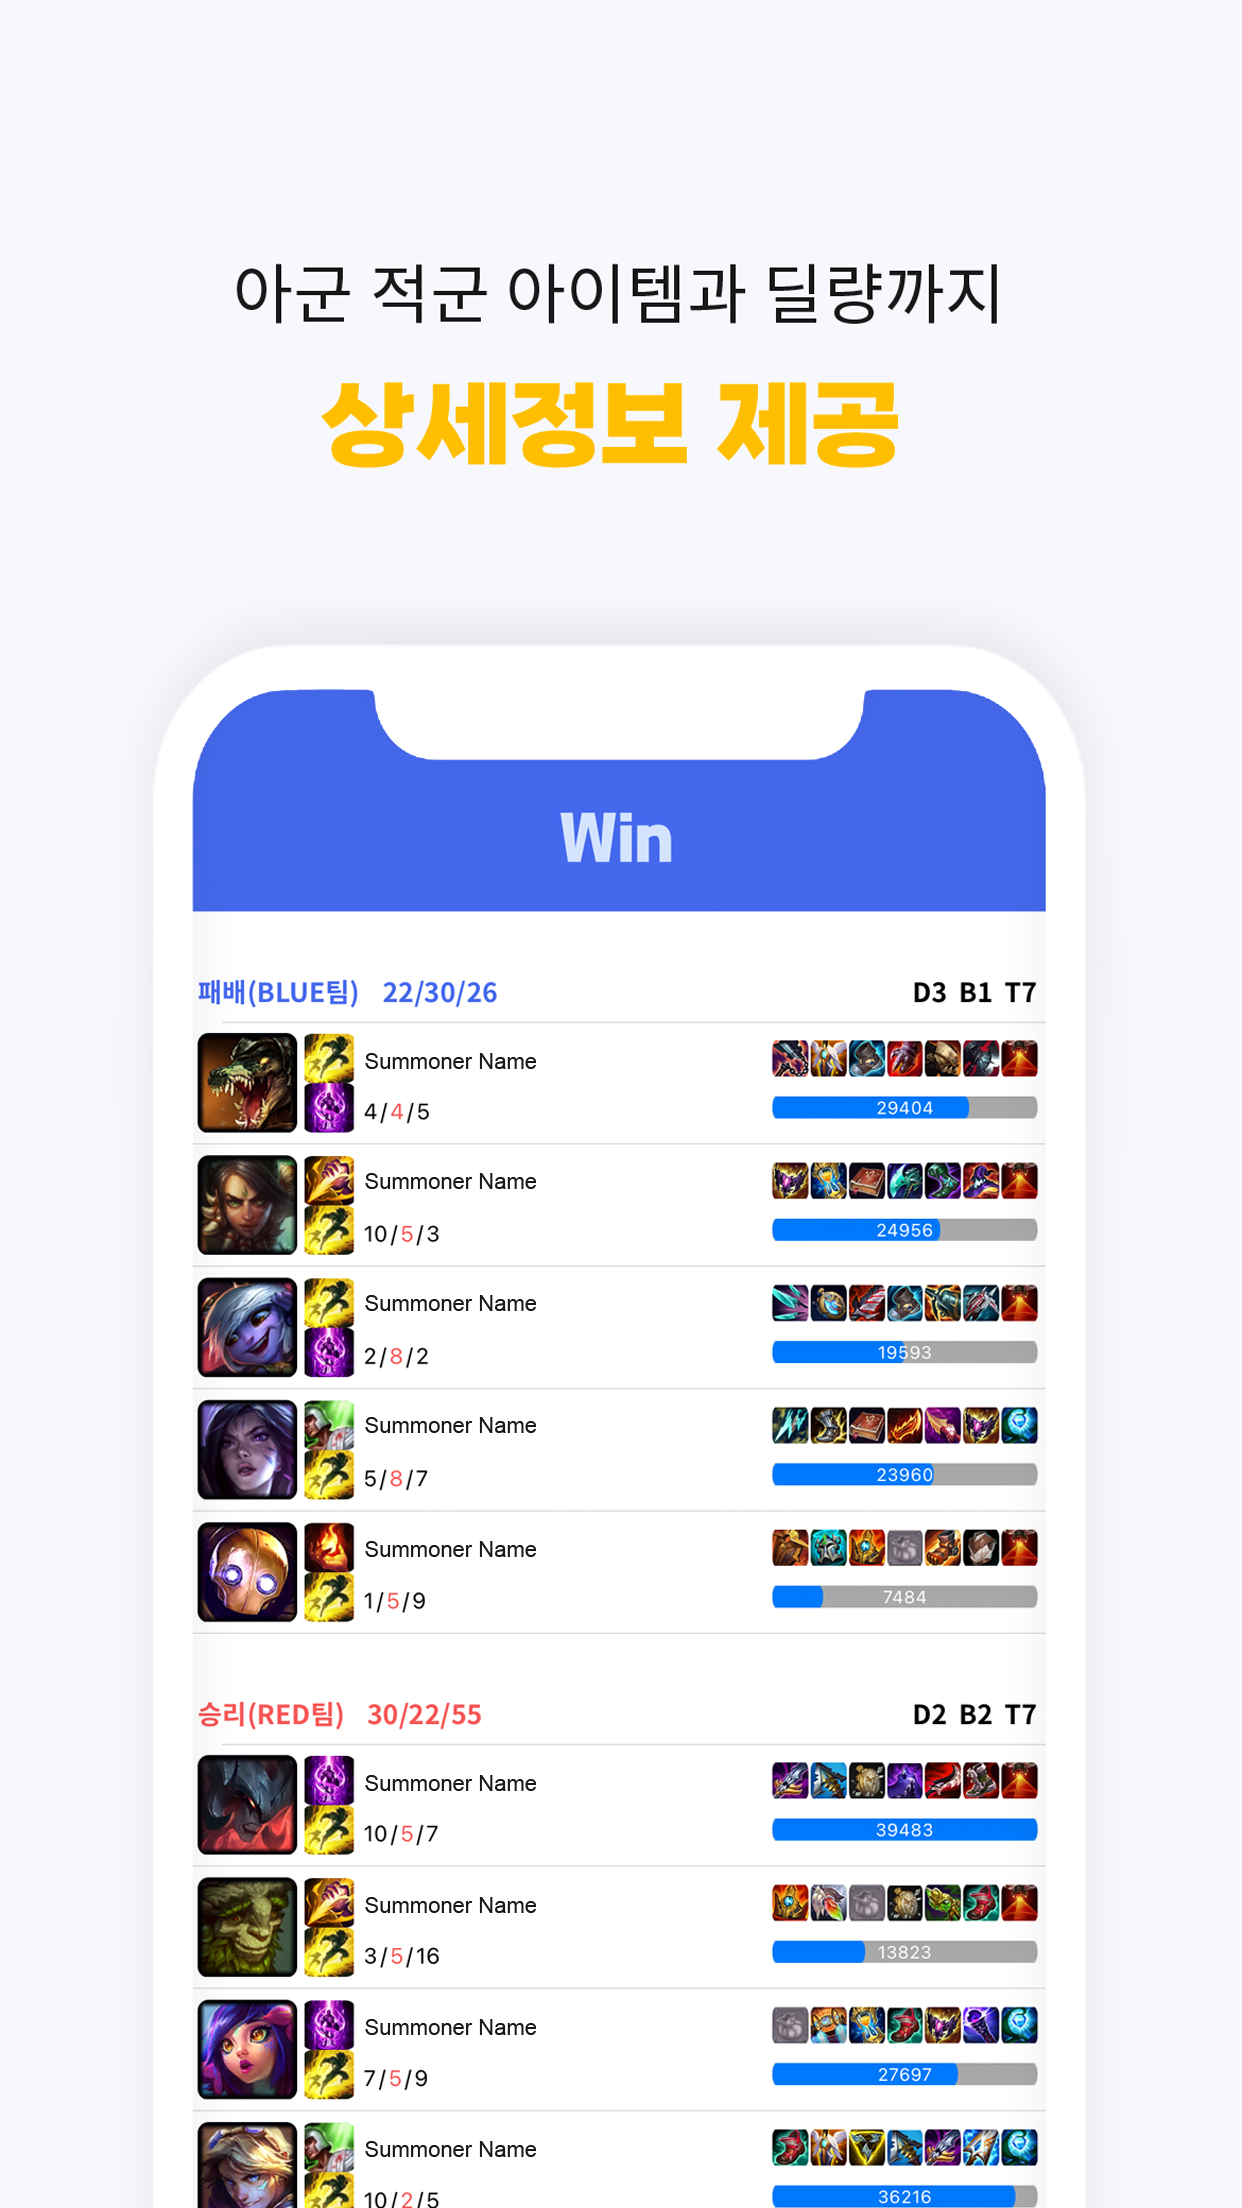 아군 적군 아이템과 딜량까지
상세정보 제공
Win
패배(BLUE팀) 22/30/26 D3 B1 T7
Summoner Name
4/4/5 29404
Summoner Name
10/5/3 24956
Summoner Name
2/8/2 19593
Summoner Name
5/8/7 23960
Summoner Name
1/5/9 7484
승리(RED팀) 30/22/55 D2 B2 T7
Summoner Name
10/5/7 39483
Summoner Name
3/5/16 13823
Summoner Name
7/5/9 27697
Summoner Name
10/2/5 36216